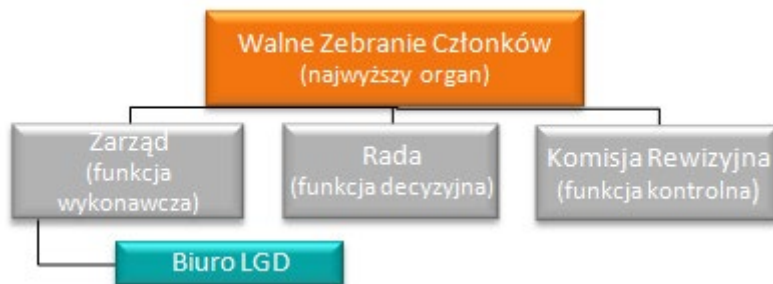 Walne Zebranie Członków
(najwyższy organ)
Zarząd
(funkcja
wykonawcza)
Rada
(funkcja decyzyjna)
Komisja Rewizyjna
(funkcja kontrolna)
Biuro LGD